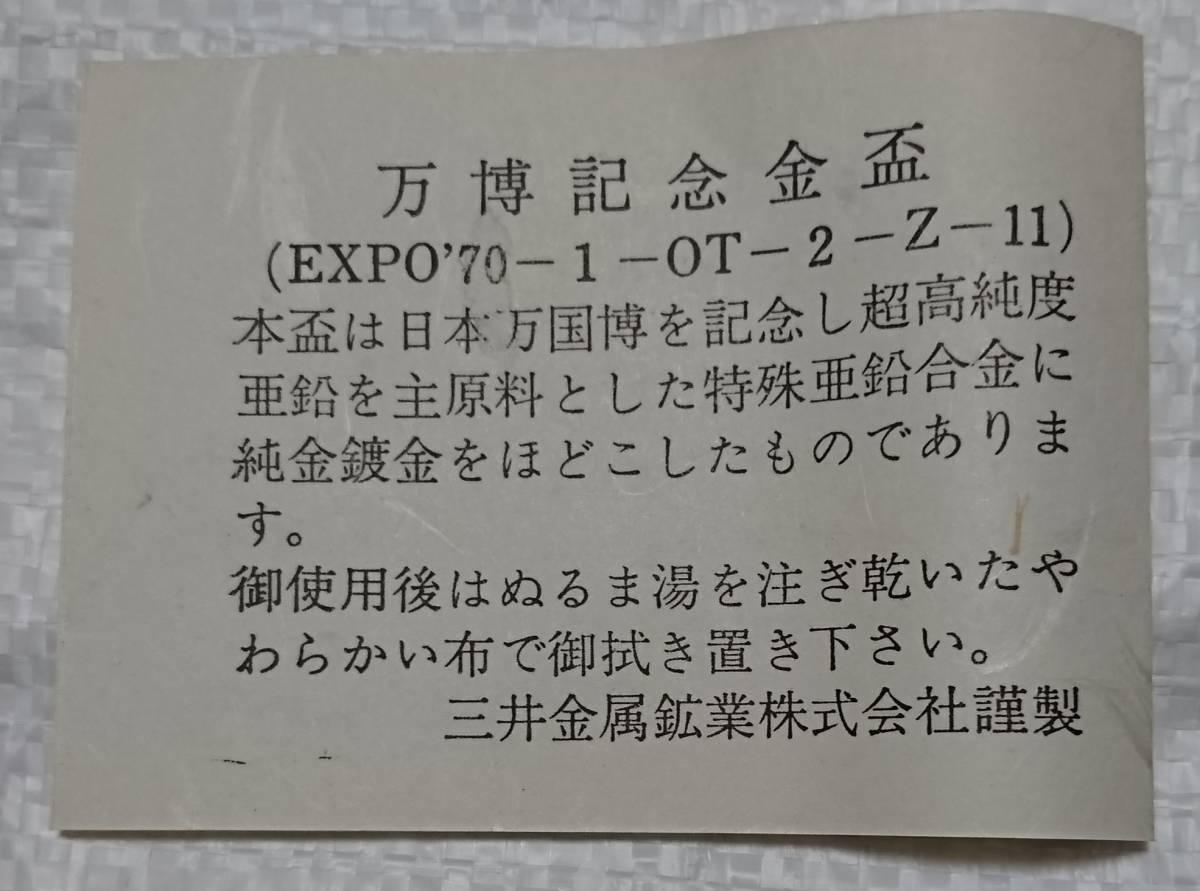 万博記念金盃
(EXPO'70－1－OT－2－Z－11)
本盃は日本万国博を記念し超高純度
亜鉛を主原料とした特殊亜鉛合金に
純金鍍金をほどこしたものでありま
す。
御使用後はぬるま湯を注ぎ乾いたや
わらかい布で御拭き置き下さい。
三井金属鉱業株式会社謹製